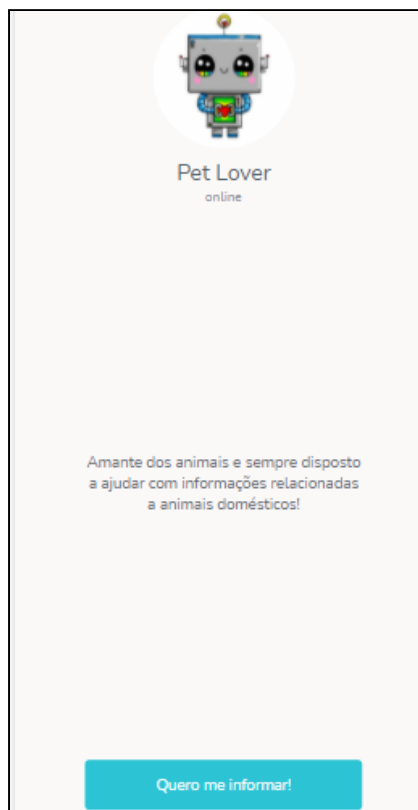 Pet Lover
online
Amante dos animais e sempre disposto
a ajudar com informações relacionadas
a animais domésticos!
Quero me informar!